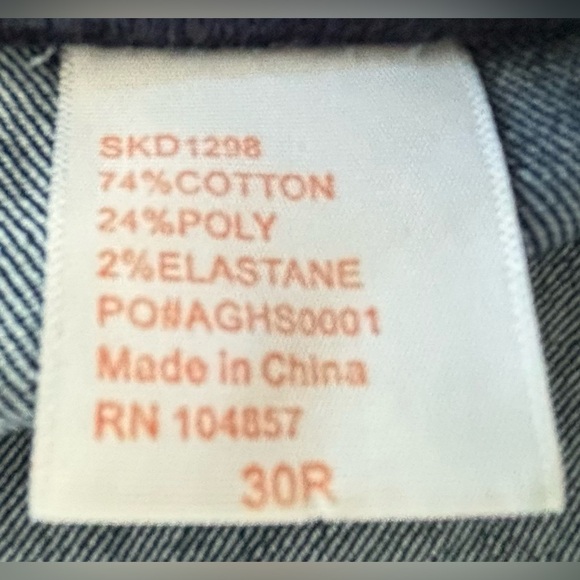 SKD1298
74%COTTON
24%POLY
2%ELASTANE
PO#AGHS0001
Made in China
RN 104857
30R